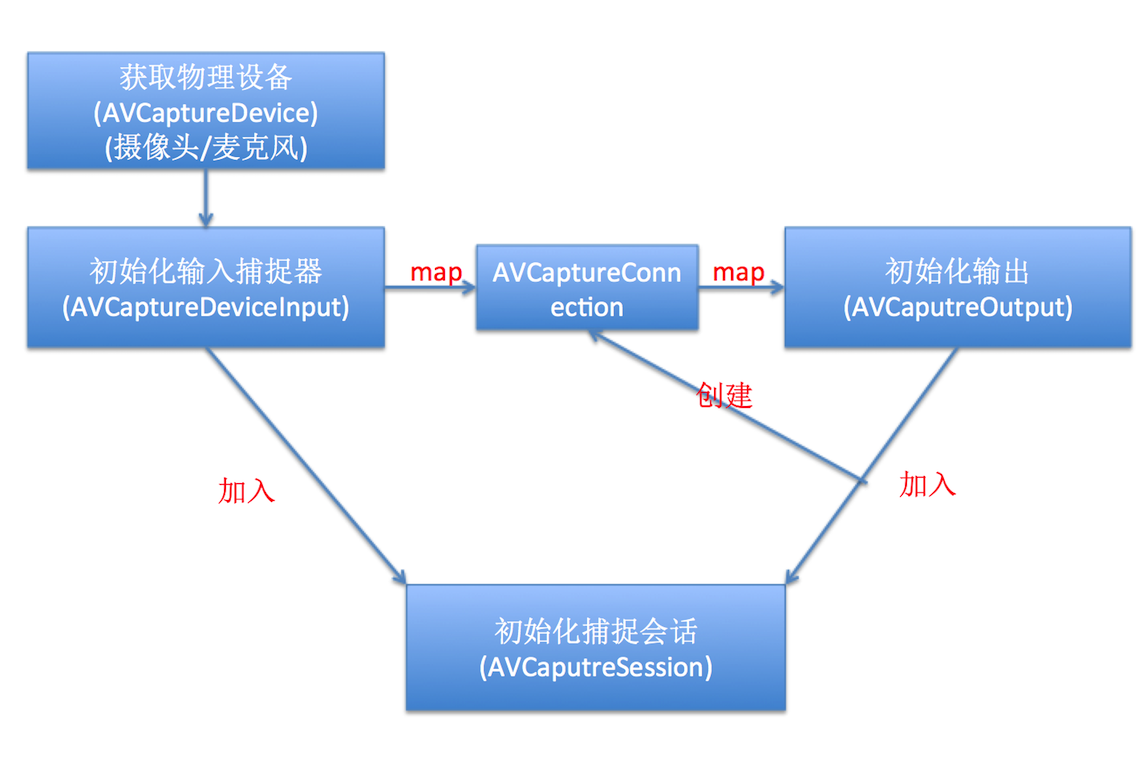 获取物理设备
(AVCaptureDevice)
(摄像头/麦克风)
初始化输入捕捉器
(AVCaptureDeviceInput)
map
AVCaptureConn
ection
map
初始化输出
(AVCaputreOutput)
创建
加入
加入
初始化捕捉会话
(AVCaputreSession)